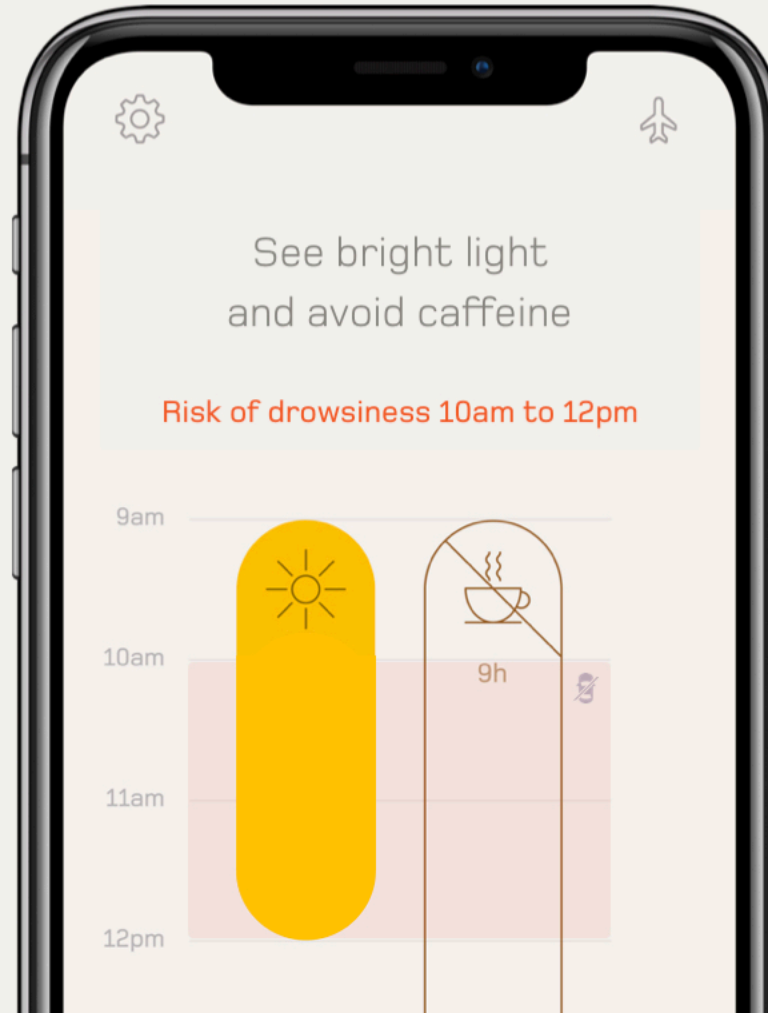 See bright light
and avoid caffeine
Risk of drowsiness 10am to 12pm
9am
10am
9h
11am
12pm